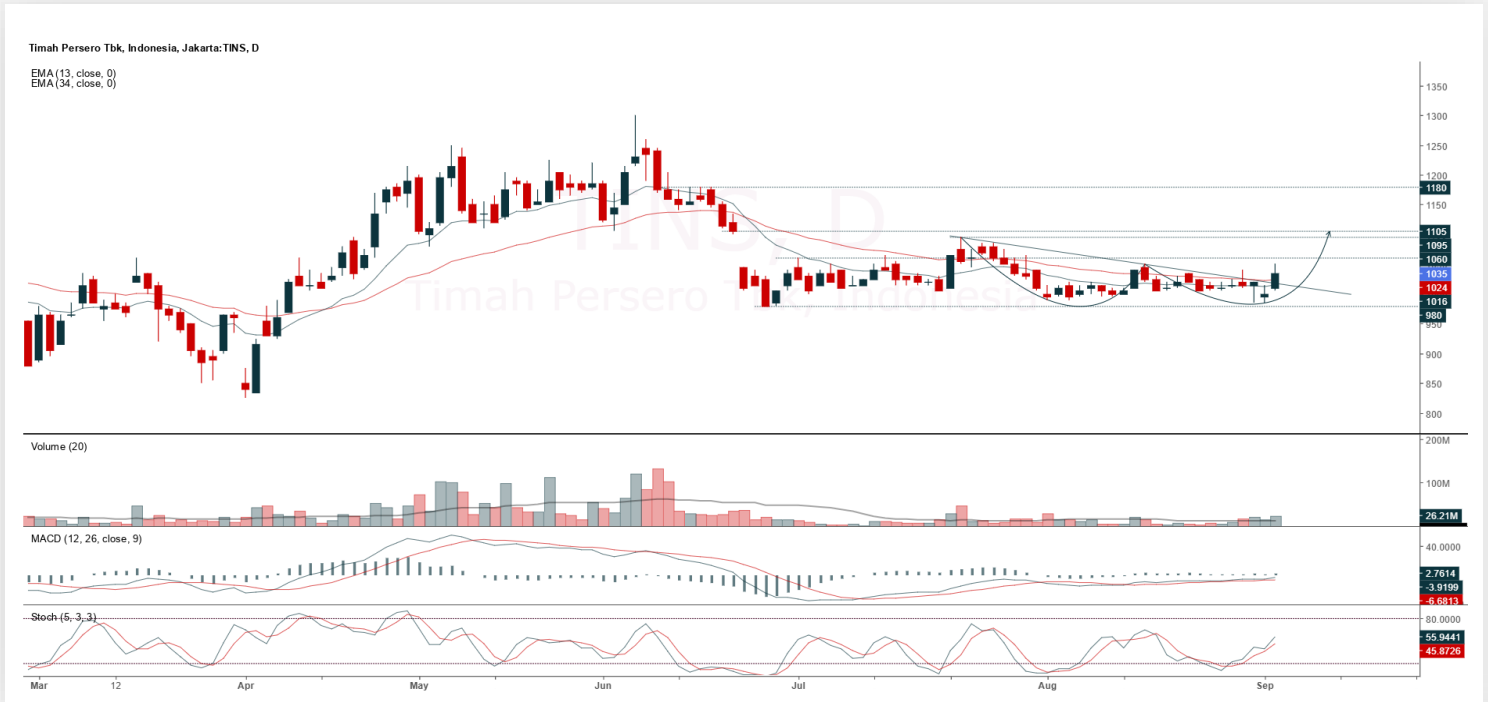 Timah Persero Tbk, Indonesia, Jakarta:TINS, D
EMA (13, close, 0)
EMA (34, close, 0)
TINS, D
Timah Persero Tbk, Indonesia
1350
1300
1250
1200
1180
1150
1105
1095
1060
1035
1024
1016
980
950
900
850
800
Volume (20)
200M
100M
26.21M
MACD (12, 26, close, 9)
40.0000
2.7614
-3.9199
-6.6813
Stoch (5, 3, 3)
80.0000
55.9441
45.8726
Mar 12 Apr May Jun Jul Aug Sep